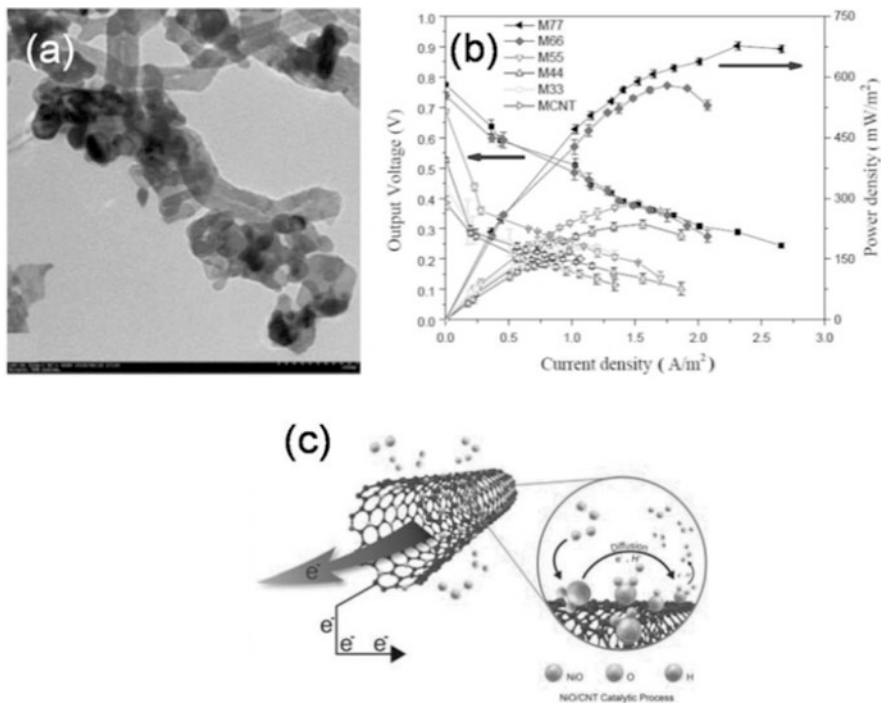 (a)
(b)
M77
M66
M55
M44
M33
MCNT
Output Voltage (V)
1.0
0.9
0.8
0.7
0.6
0.5
0.4
0.3
0.2
0.1
0.0
750
600
450
300
150
0
Power density ( mW/m²)
0.0 0.5 1.0 1.5 2.0 2.5 3.0
Current density ( A/m²)
(c)
e⁻
e⁻
e⁻ e⁻
Diffusion
e⁻, H⁺
NiO O H
NiO/CNT Catalytic Process